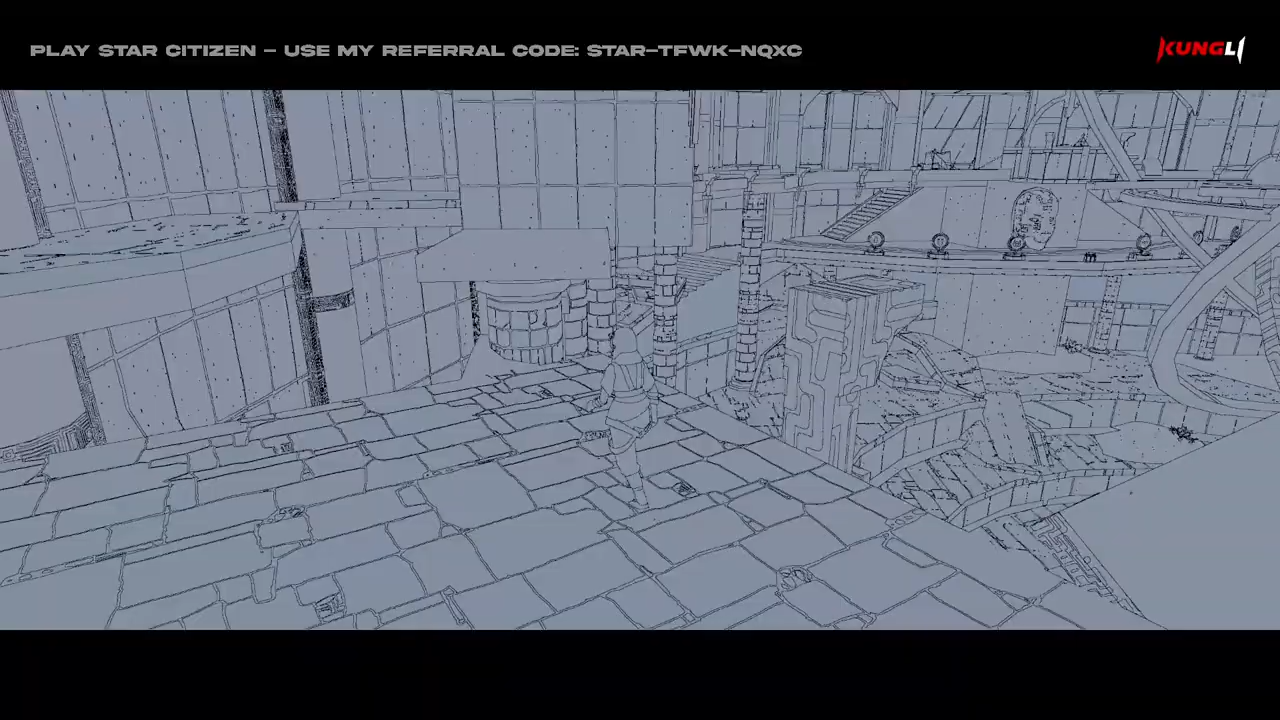 PLAY STAR CITIZEN – USE MY REFERRAL CODE: STAR–TFWK–NQXC
KUNGLI